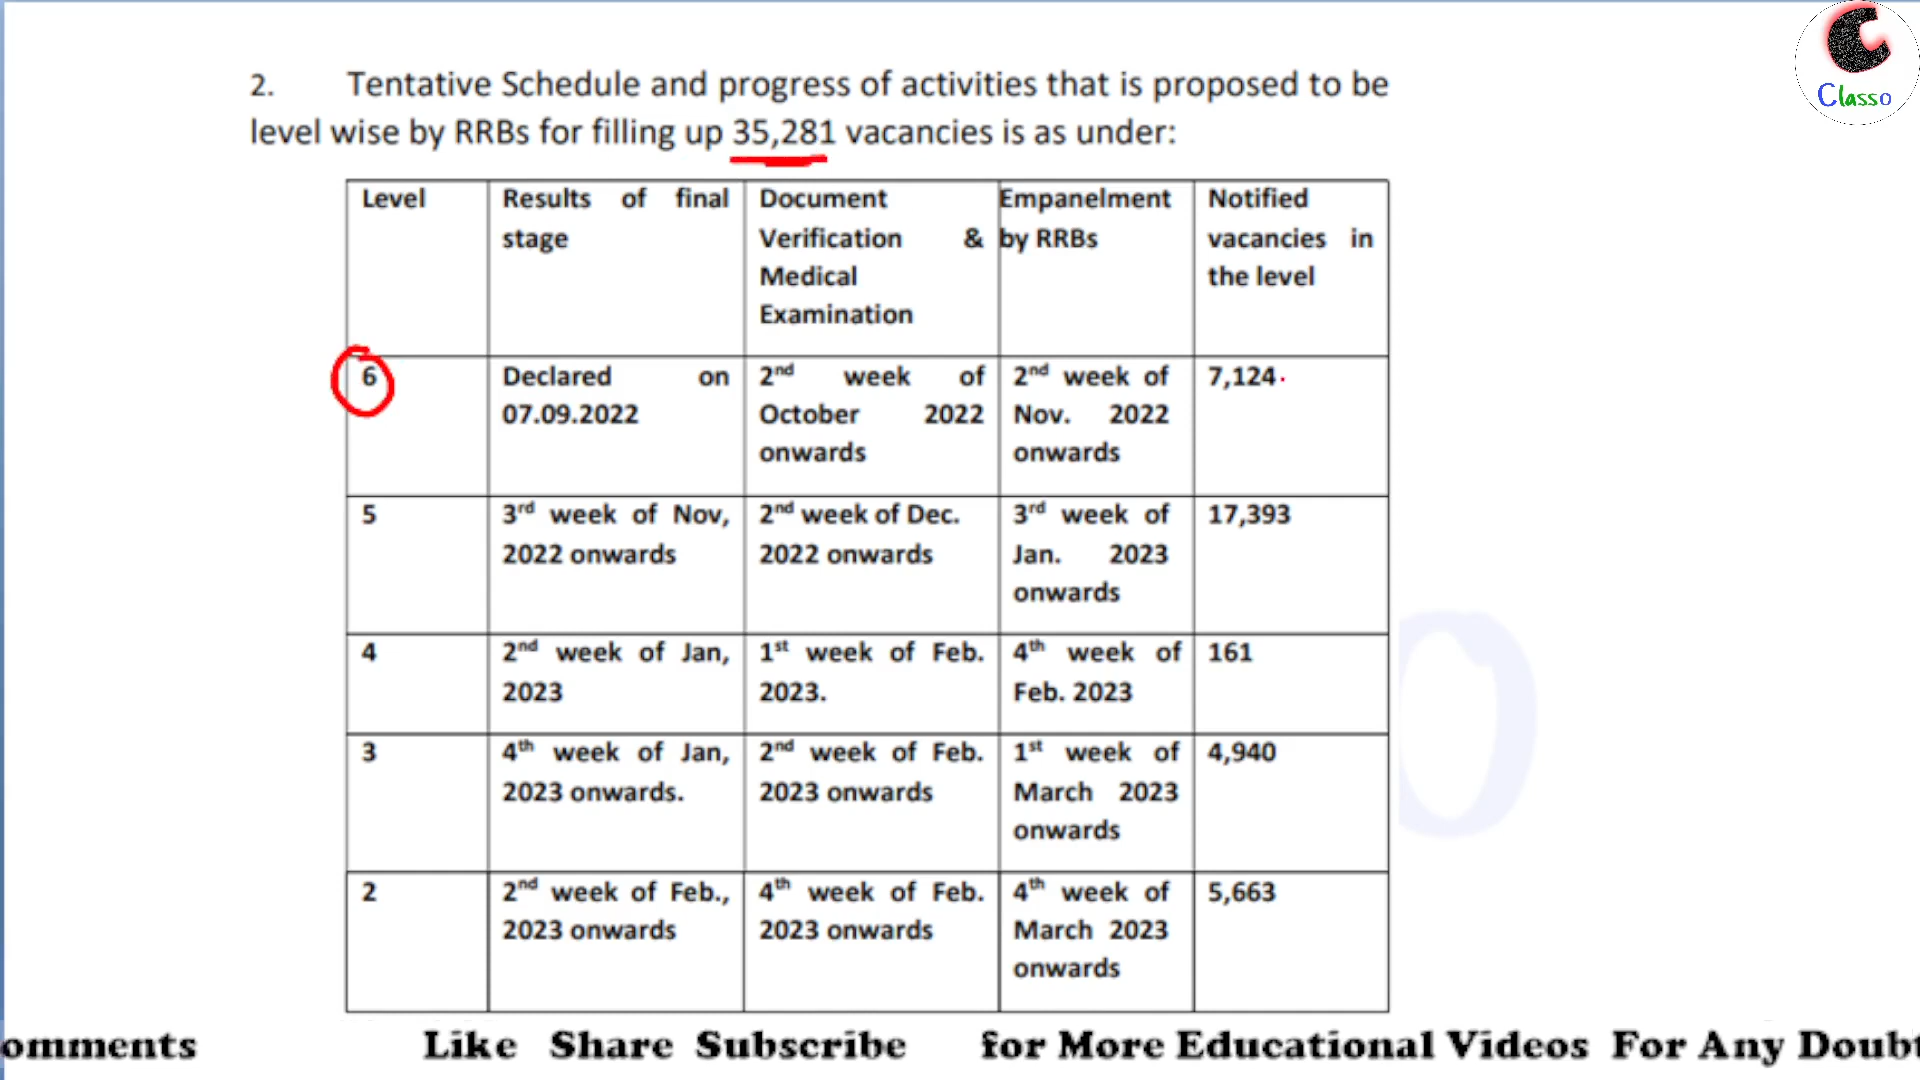 Classo
2. Tentative Schedule and progress of activities that is proposed to be
level wise by RRBs for filling up 35,281 vacancies is as under:
Level
Results of final
stage
Document
Verification &
Medical
Examination
Empanelment
by RRBs
Notified
vacancies in
the level
6
Declared on
07.09.2022
2nd week of
October 2022
onwards
2nd week of
Nov. 2022
onwards
7,124
5
3rd week of Nov,
2022 onwards
2nd week of Dec.
2022 onwards
3rd week of
Jan. 2023
onwards
17,393
4
2nd week of Jan,
2023
1st week of Feb.
2023.
4th week of
Feb. 2023
161
3
4th week of Jan,
2023 onwards.
2nd week of Feb.
2023 onwards
1st week of
March 2023
onwards
4,940
2
2nd week of Feb.,
2023 onwards
4th week of Feb.
2023 onwards
4th week of
March 2023
onwards
5,663
omments Like Share Subscribe for More Educational Videos For Any Doubt